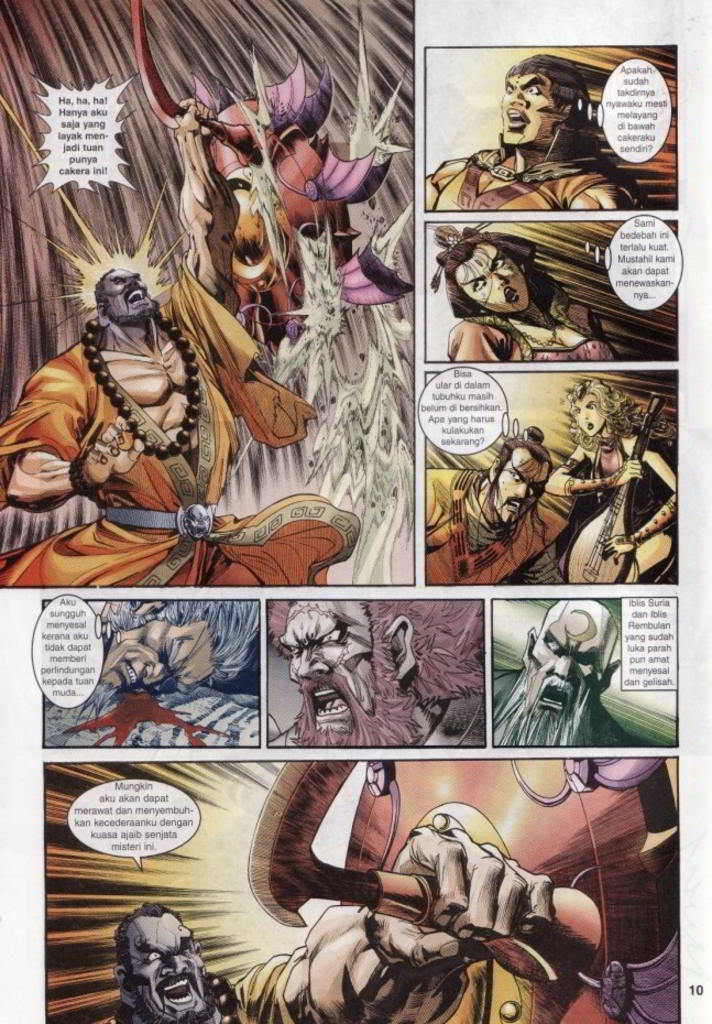 Ha, ha, ha!
Hanya aku
saja yang
layak men-
jadi tuan
punya
cakera ini!
Apakah
sudah
takdirnya
nyawaku mesti
melayang
di bawah
cakeraku
sendiri?
Sami
bedebah ini
terlalu kuat.
Mustahil kami
akan dapat
menewaskan-
nya...
Bisa
ular di dalam
tubuhku masih
belum di bersihkan.
Apa yang harus
kulakukan
sekarang?
Aku
sungguh
menyesal
kerana aku
tidak dapat
memberi
perlindungan
kepada tuan
muda...
Iblis Suria
dan Iblis
Rembulan
yang sudah
luka parah
pun amat
menyesal
dan gelisah.
Mungkin
aku akan dapat
merawat dan menyembuh-
kan kecederaanku dengan
kuasa ajaib senjata
misteri ini.
10